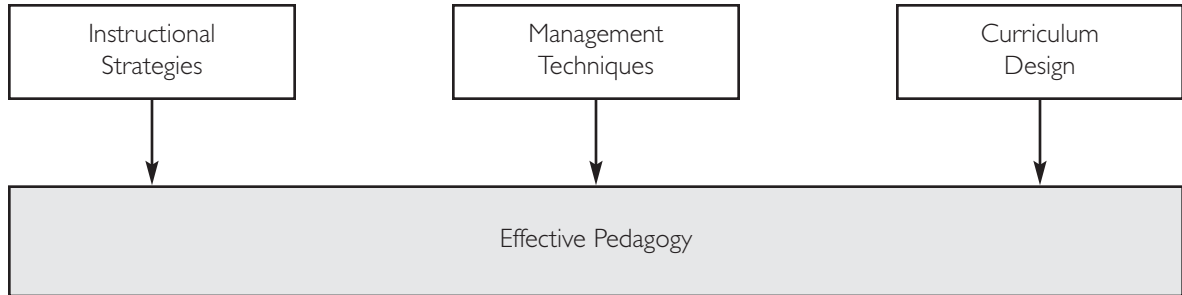 Instructional
Strategies
Management
Techniques
Curriculum
Design
Effective Pedagogy